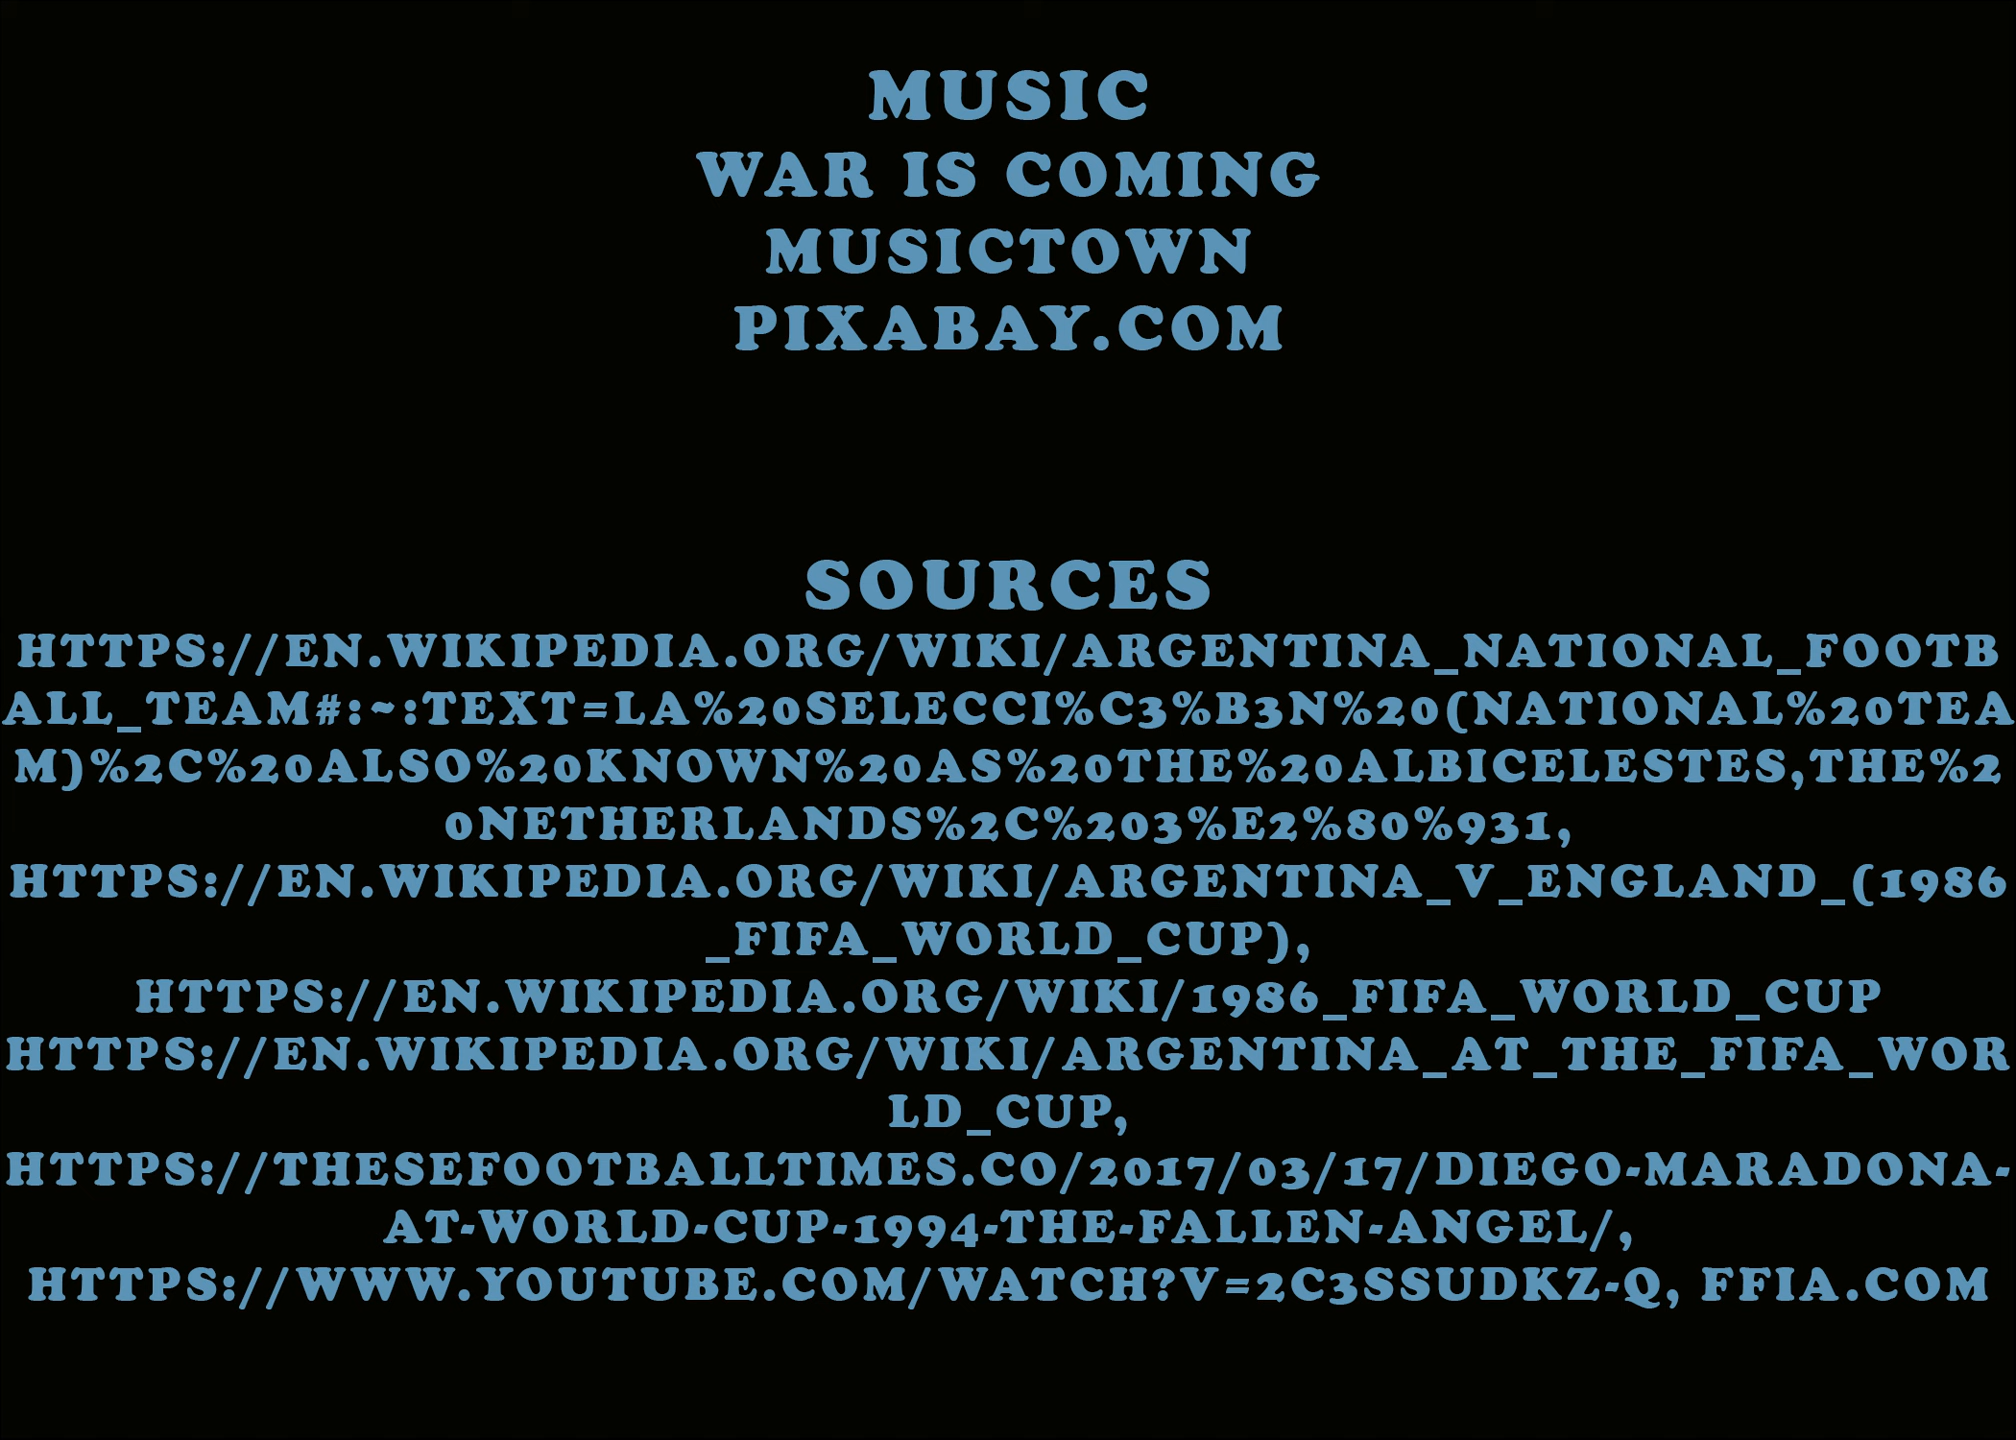 MUSIC
WAR IS COMING
MUSICTOWN
PIXABAY.COM
SOURCES
HTTPS://EN.WIKIPEDIA.ORG/WIKI/ARGENTINA_NATIONAL_FOOTB
ALL_TEAM#:~:TEXT=LA%20SELECCI%C3%B3N%20(NATIONAL%20TEA
M)%2C%20ALSO%20KNOWN%20AS%20THE%20ALBICELESTES,THE%2
0NETHERLANDS%2C%203%E2%80%931,
HTTPS://EN.WIKIPEDIA.ORG/WIKI/ARGENTINA_V_ENGLAND_(1986
_FIFA_WORLD_CUP),
HTTPS://EN.WIKIPEDIA.ORG/WIKI/1986_FIFA_WORLD_CUP
HTTPS://EN.WIKIPEDIA.ORG/WIKI/ARGENTINA_AT_THE_FIFA_WOR
LD_CUP,
HTTPS://THESEFOOTBALLTIMES.CO/2017/03/17/DIEGO-MARADONA-
AT-WORLD-CUP-1994-THE-FALLEN-ANGEL/,
HTTPS://WWW.YOUTUBE.COM/WATCH?V=2C3SSUDKZ-Q, FFIA.COM